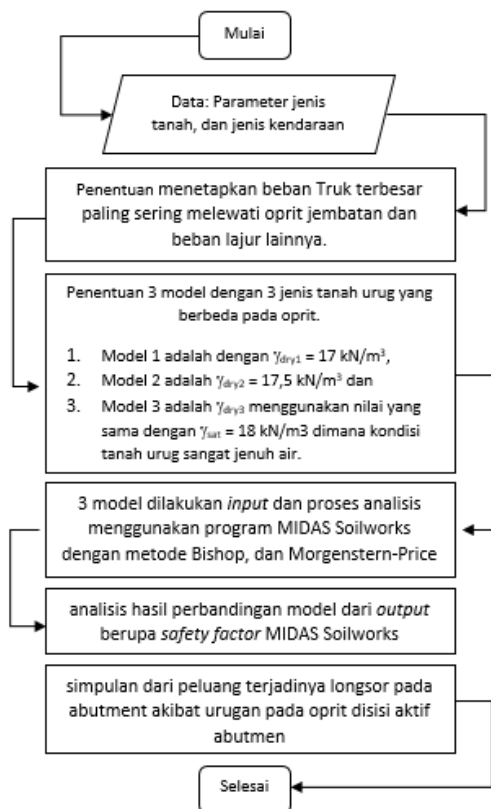 Mulai
Data: Parameter jenis
tanah, dan jenis kendaraan
Penentuan menetapkan beban Truk terbesar
paling sering melewati oprit jembatan dan
beban lajur lainnya.
Penentuan 3 model dengan 3 jenis tanah urug yang
berbeda pada oprit.
1. Model 1 adalah dengan γdry1 = 17 kN/m³,
2. Model 2 adalah γdry2 = 17,5 kN/m³ dan
3. Model 3 adalah γdry3 menggunakan nilai yang
sama dengan γsat = 18 kN/m3 dimana kondisi
tanah urug sangat jenuh air.
3 model dilakukan input dan proses analisis
menggunakan program MIDAS Soilworks
dengan metode Bishop, dan Morgenstern-Price
analisis hasil perbandingan model dari output
berupa safety factor MIDAS Soilworks
simpulan dari peluang terjadinya longsor pada
abutment akibat urugan pada oprit disisi aktif
abutmen
Selesai